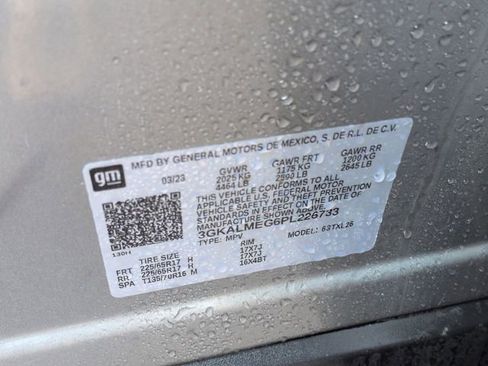 gm
MFD BY GENERAL MOTORS DE MEXICO, S. DE R.L. DE C.V.
03/23 GVWR GAWR FRT GAWR RR
2025 KG 1175 KG 1200 KG
4464 LB 2590 LB 2645 LB
THIS VEHICLE CONFORMS TO ALL
APPLICABLE U.S. FEDERAL MOTOR
VEHICLE SAFETY AND THEFT PREVENTION
STANDARDS IN EFFECT ON THE DATE OF
MANUFACTURE SHOWN ABOVE.
3GKALMEG6PL226733
TYPE: MPV MODEL: 63TXL26
130H
TIRE SIZE RIM
FRT 225/65R17 H 17X7J
RR 225/65R17 H 17X7J
SPA T135/70R16 M 16X4BT